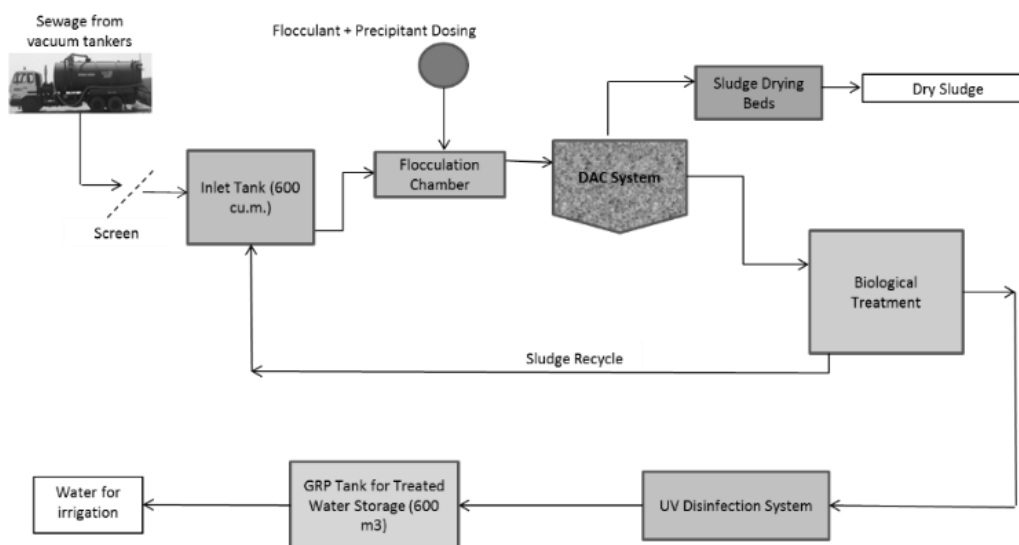 Sewage from
vacuum tankers
Flocculant + Precipitant Dosing
Sludge Drying
Beds
Dry Sludge
Inlet Tank (600
cu.m.)
Flocculation
Chamber
DAC System
Screen
Biological
Treatment
Sludge Recycle
Water for
irrigation
GRP Tank for Treated
Water Storage (600
m3)
UV Disinfection System